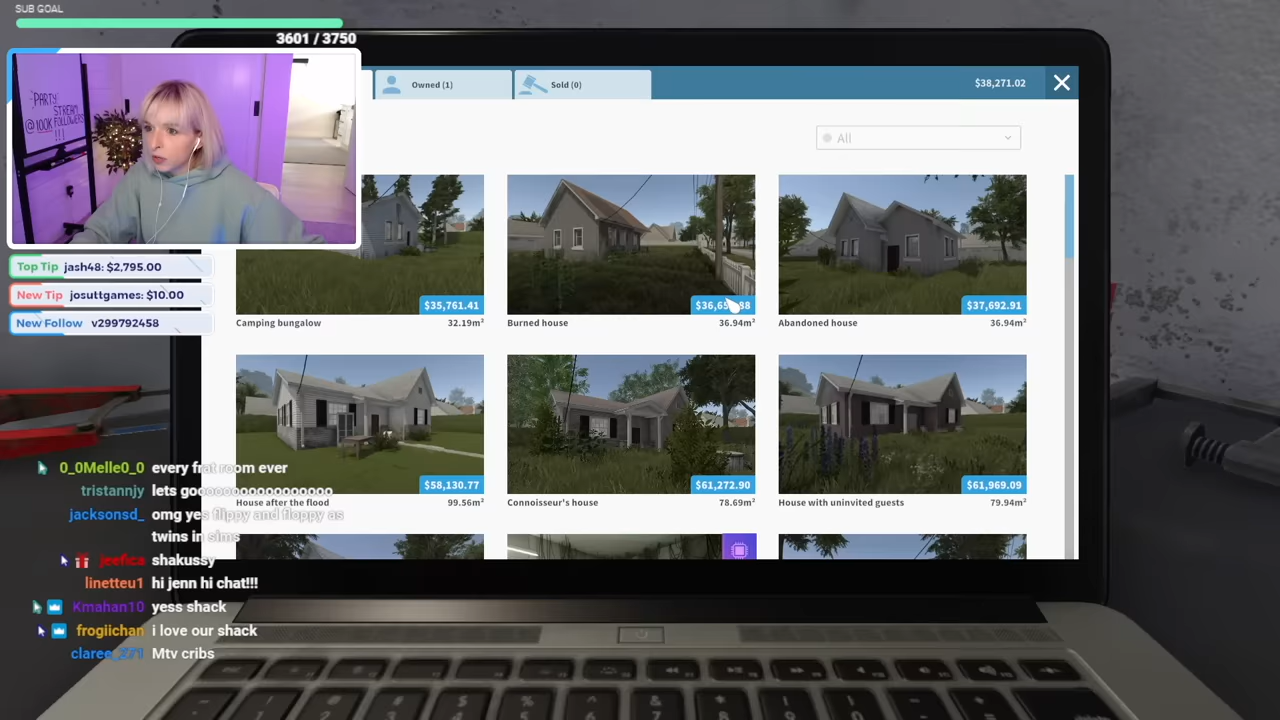 SUB GOAL
3601 / 3750
PARTY
STREAM
@ 100K
FOLLOWERS
!!!
Owned (1)
Sold (0)
$38,271.02
All
Top Tip jash48: $2,795.00
New Tip josuttgames: $10.00
New Follow v299792458
$35,761.41
Camping bungalow 32.19m²
Burned house 36.94m²
$37,692.91
Abandoned house 36.94m²
$58,130.77
House after the flood 99.56m²
$61,272.90
Connoisseur's house 78.69m²
$61,969.09
House with uninvited guests 79.94m²
0_0Melle0_0 every frat room ever
tristannjy lets gooooooooooooooooooo
jacksonsd_ omg yes flippy and floppy as
twins in sims
jeefica shakussy
linetteu1 hi jenn hi chat!!!
Kmahan10 yess shack
frogiichan i love our shack
claree_271 Mtv cribs